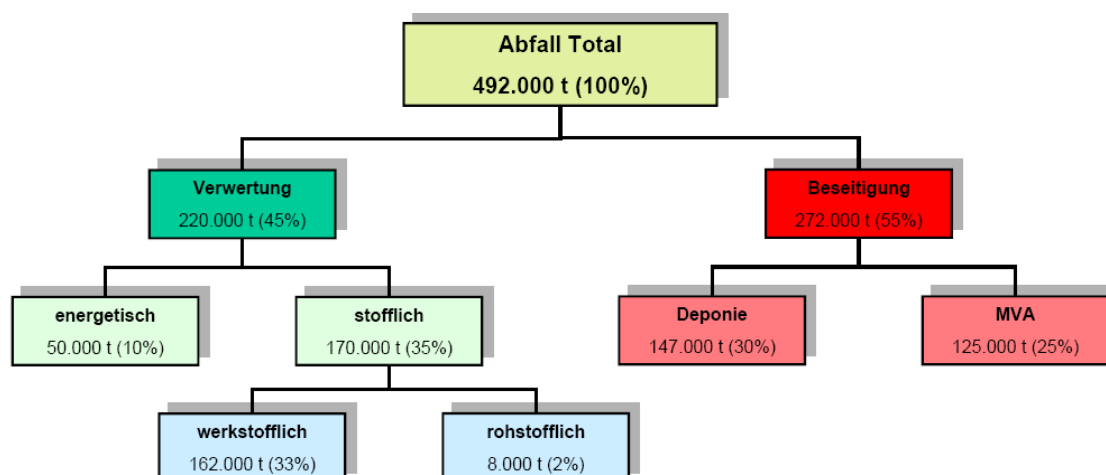 Abfall Total
492.000 t (100%)
Verwertung
220.000 t (45%)
Beseitigung
272.000 t (55%)
energetisch
50.000 t (10%)
stofflich
170.000 t (35%)
Deponie
147.000 t (30%)
MVA
125.000 t (25%)
werkstofflich
162.000 t (33%)
rohstofflich
8.000 t (2%)